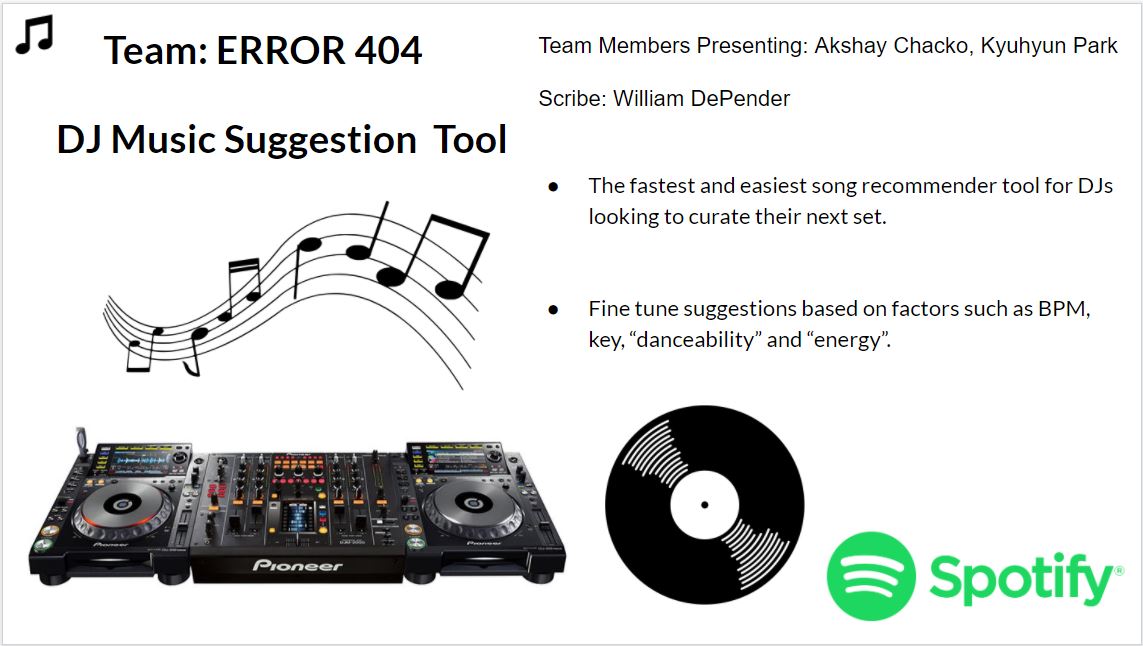 Team: ERROR 404
DJ Music Suggestion Tool
Team Members Presenting: Akshay Chacko, Kyuhyun Park
Scribe: William DePender
● The fastest and easiest song recommender tool for DJs
looking to curate their next set.
● Fine tune suggestions based on factors such as BPM,
key, “danceability” and “energy”.
Pioneer
Pioneer
Pioneer
Spotify®